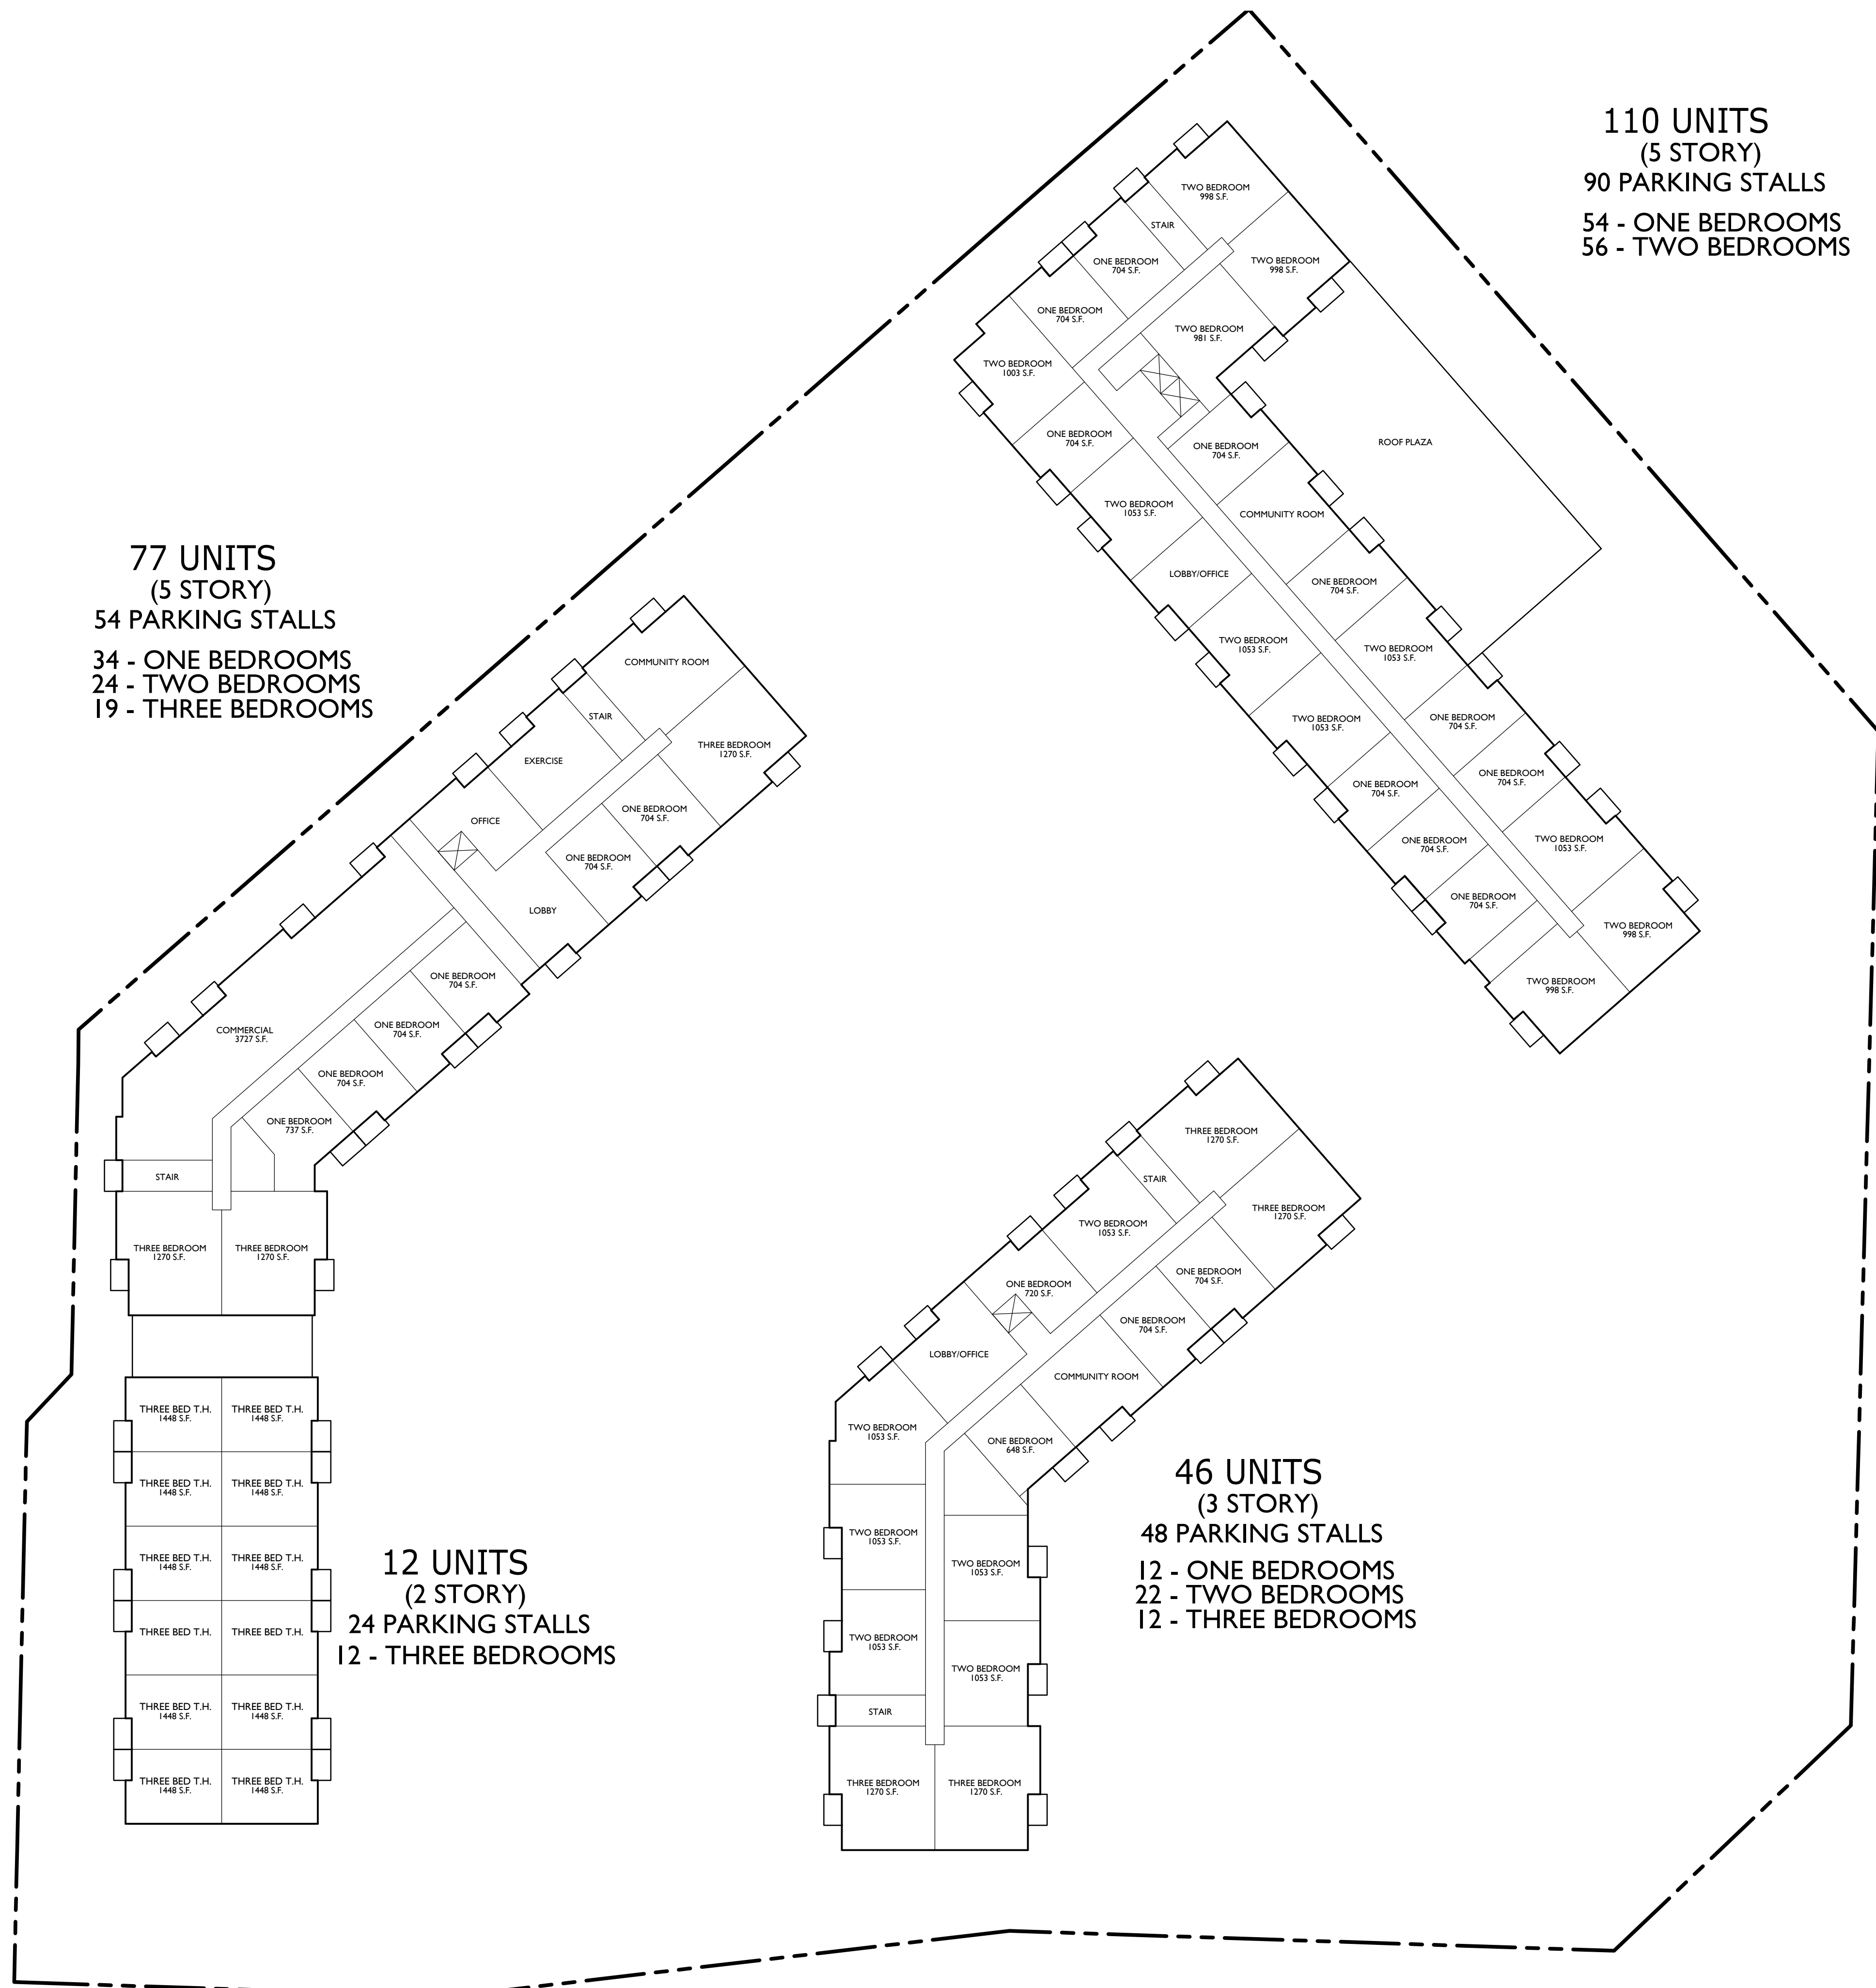 110 UNITS
(5 STORY)
90 PARKING STALLS
54 - ONE BEDROOMS
56 - TWO BEDROOMS
TWO BEDROOM
998 S.F.
STAIR
TWO BEDROOM
998 S.F.
ONE BEDROOM
704 S.F.
ONE BEDROOM
704 S.F.
TWO BEDROOM
981 S.F.
TWO BEDROOM
1003 S.F.
ONE BEDROOM
704 S.F.
ONE BEDROOM
704 S.F.
ROOF PLAZA
TWO BEDROOM
1053 S.F.
COMMUNITY ROOM
LOBBY/OFFICE
ONE BEDROOM
704 S.F.
TWO BEDROOM
1053 S.F.
TWO BEDROOM
1053 S.F.
TWO BEDROOM
1053 S.F.
ONE BEDROOM
704 S.F.
ONE BEDROOM
704 S.F.
ONE BEDROOM
704 S.F.
ONE BEDROOM
704 S.F.
TWO BEDROOM
1053 S.F.
ONE BEDROOM
704 S.F.
TWO BEDROOM
998 S.F.
TWO BEDROOM
998 S.F.
77 UNITS
(5 STORY)
54 PARKING STALLS
34 - ONE BEDROOMS
24 - TWO BEDROOMS
19 - THREE BEDROOMS
COMMUNITY ROOM
STAIR
THREE BEDROOM
1270 S.F.
EXERCISE
ONE BEDROOM
704 S.F.
OFFICE
ONE BEDROOM
704 S.F.
LOBBY
ONE BEDROOM
704 S.F.
COMMERCIAL
3727 S.F.
ONE BEDROOM
704 S.F.
ONE BEDROOM
704 S.F.
ONE BEDROOM
737 S.F.
STAIR
THREE BEDROOM
1270 S.F.
THREE BEDROOM
1270 S.F.
THREE BED T.H.
1448 S.F.
THREE BED T.H.
1448 S.F.
THREE BED T.H.
1448 S.F.
THREE BED T.H.
1448 S.F.
THREE BED T.H.
1448 S.F.
THREE BED T.H.
1448 S.F.
THREE BED T.H.
THREE BED T.H.
THREE BED T.H.
1448 S.F.
THREE BED T.H.
1448 S.F.
THREE BED T.H.
1448 S.F.
THREE BED T.H.
1448 S.F.
12 UNITS
(2 STORY)
24 PARKING STALLS
12 - THREE BEDROOMS
THREE BEDROOM
1270 S.F.
STAIR
THREE BEDROOM
1270 S.F.
TWO BEDROOM
1053 S.F.
ONE BEDROOM
704 S.F.
ONE BEDROOM
720 S.F.
ONE BEDROOM
704 S.F.
LOBBY/OFFICE
COMMUNITY ROOM
TWO BEDROOM
1053 S.F.
ONE BEDROOM
648 S.F.
TWO BEDROOM
1053 S.F.
TWO BEDROOM
1053 S.F.
TWO BEDROOM
1053 S.F.
TWO BEDROOM
1053 S.F.
STAIR
THREE BEDROOM
1270 S.F.
THREE BEDROOM
1270 S.F.
46 UNITS
(3 STORY)
48 PARKING STALLS
12 - ONE BEDROOMS
22 - TWO BEDROOMS
12 - THREE BEDROOMS